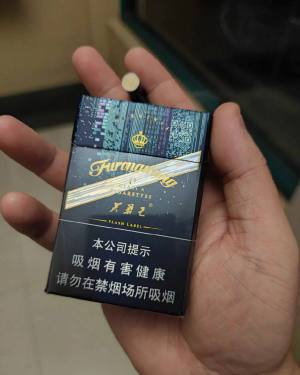 Furongwang
CIGARETTES
芙蓉王
FLASH LABEL
本公司提示
吸烟有害健康
请勿在禁烟场所吸烟